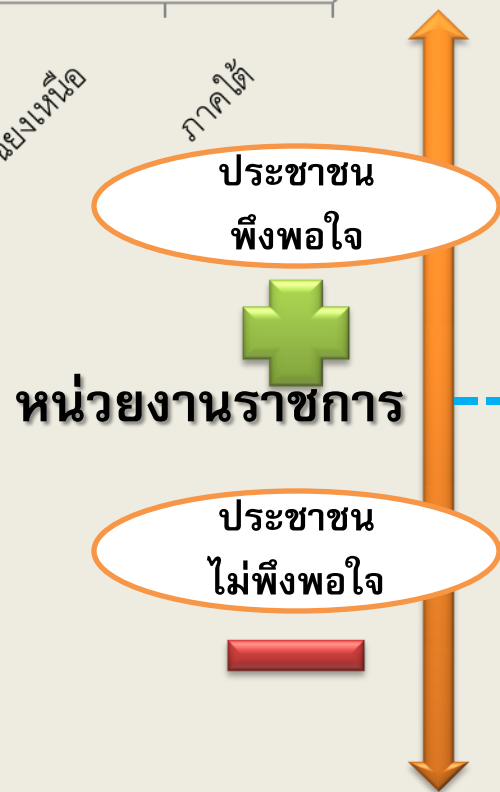 ภาคใต้
ประชาชน
พึงพอใจ
หน่วยงานราชการ
ประชาชน
ไม่พึงพอใจ